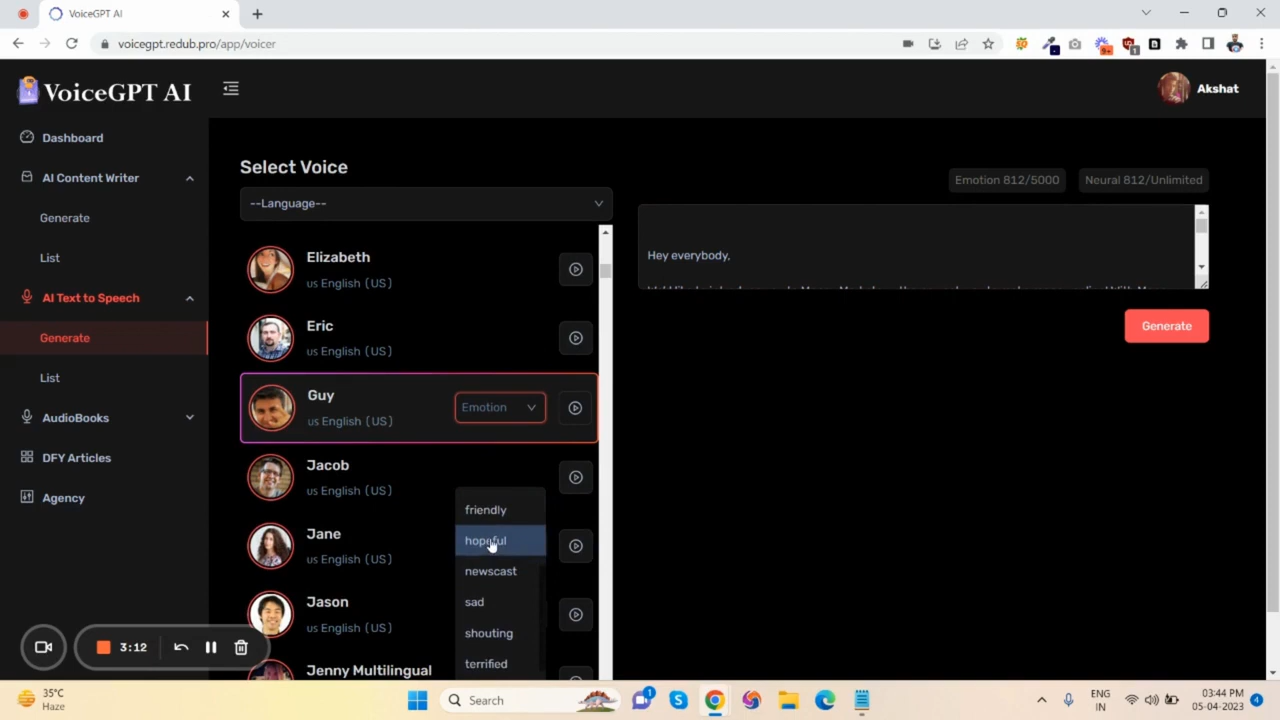 VoiceGPT AI
voicegpt.redub.pro/app/voicer
9+
1
VoiceGPT AI
Akshat
Dashboard
AI Content Writer
Generate
List
AI Text to Speech
Generate
List
AudioBooks
DFY Articles
Agency
Select Voice
--Language--
Elizabeth
us English (US)
Eric
us English (US)
Guy
us English (US)
Emotion
Jacob
us English (US)
Jane
us English (US)
Jason
us English (US)
Jenny Multilingual
friendly
hopeful
newscast
sad
shouting
terrified
Emotion 812/5000
Neural 812/Unlimited
Hey everybody,
Generate
3:12
35°C
Haze
Search
1
ENG
IN
03:44 PM
05-04-2023
4